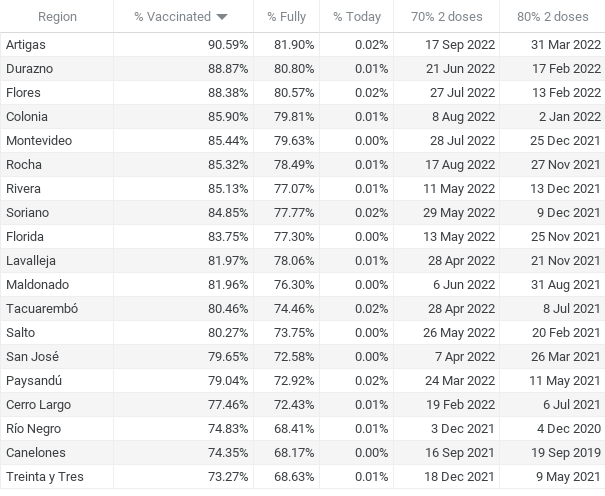 Region % Vaccinated % Fully % Today 70% 2 doses 80% 2 doses
Artigas 90.59% 81.90% 0.02% 17 Sep 2022 31 Mar 2022
Durazno 88.87% 80.80% 0.01% 21 Jun 2022 17 Feb 2022
Flores 88.38% 80.57% 0.02% 27 Jul 2022 13 Feb 2022
Colonia 85.90% 79.81% 0.01% 8 Aug 2022 2 Jan 2022
Montevideo 85.44% 79.63% 0.00% 28 Jul 2022 25 Dec 2021
Rocha 85.32% 78.49% 0.01% 17 Aug 2022 27 Nov 2021
Rivera 85.13% 77.07% 0.01% 11 May 2022 13 Dec 2021
Soriano 84.85% 77.77% 0.02% 29 May 2022 9 Dec 2021
Florida 83.75% 77.30% 0.00% 13 May 2022 25 Nov 2021
Lavalleja 81.97% 78.06% 0.01% 28 Apr 2022 21 Nov 2021
Maldonado 81.96% 76.30% 0.00% 6 Jun 2022 31 Aug 2021
Tacuarembó 80.46% 74.46% 0.02% 28 Apr 2022 8 Jul 2021
Salto 80.27% 73.75% 0.00% 26 May 2022 20 Feb 2021
San José 79.65% 72.58% 0.00% 7 Apr 2022 26 Mar 2021
Paysandú 79.04% 72.92% 0.02% 24 Mar 2022 11 May 2021
Cerro Largo 77.46% 72.43% 0.01% 19 Feb 2022 6 Jul 2021
Río Negro 74.83% 68.41% 0.01% 3 Dec 2021 4 Dec 2020
Canelones 74.35% 68.17% 0.00% 16 Sep 2021 19 Sep 2019
Treinta y Tres 73.27% 68.63% 0.01% 18 Dec 2021 9 May 2021